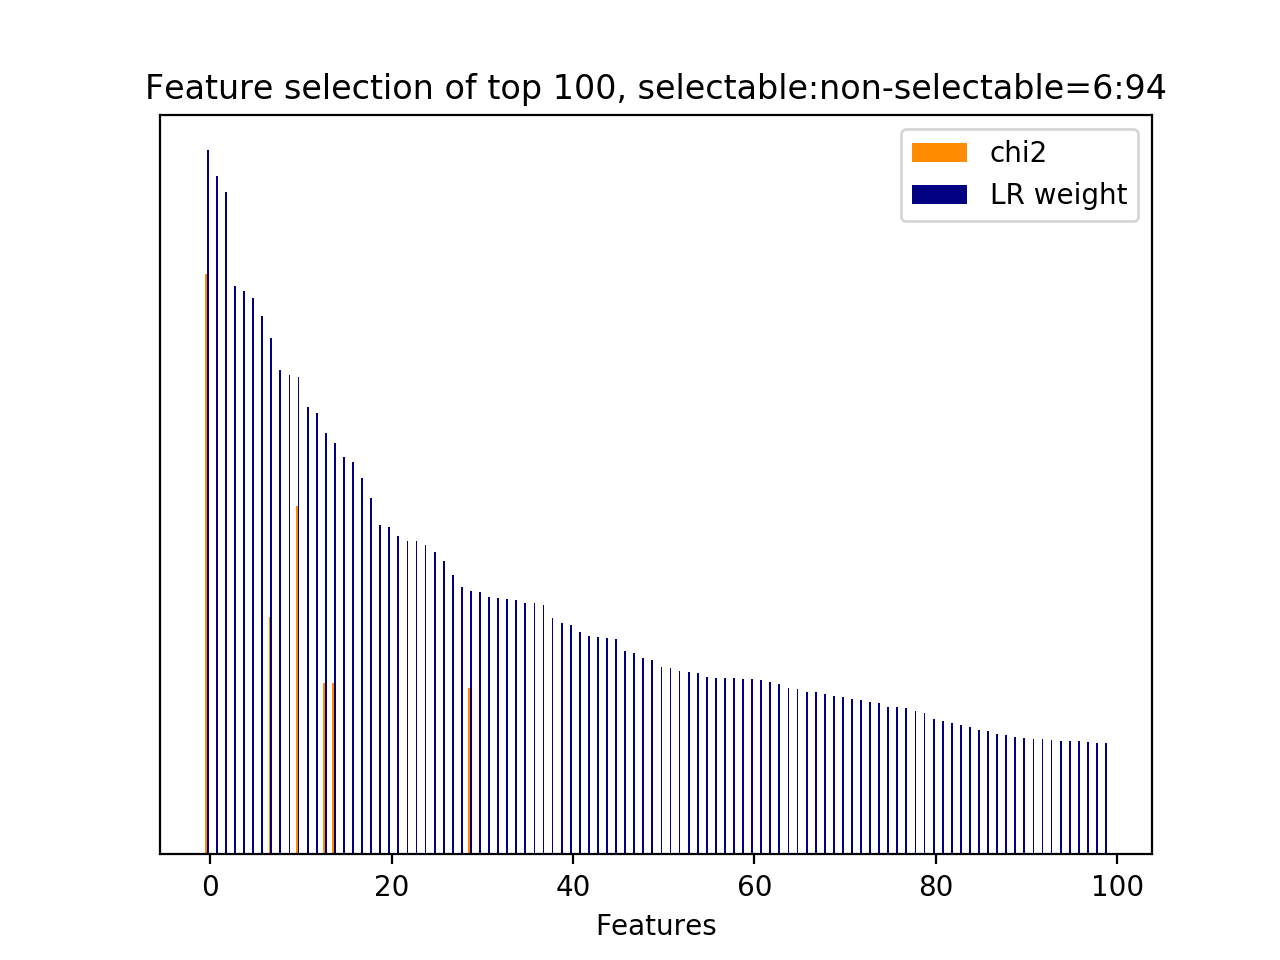 Feature selection of top 100, selectable:non-selectable=6:94
chi2
LR weight
0 20 40 60 80 100
Features